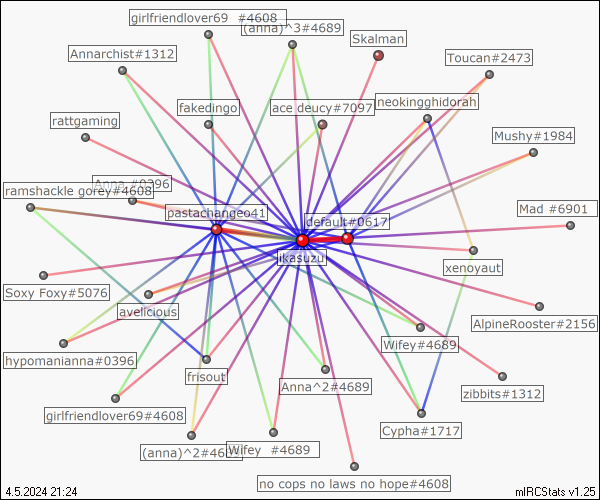 girlfriendlover69 #4608
(anna)^3#4689
Skalman
Annarchist#1312
Toucan#2473
fakedingo
ace deucy#7097
neokingghidorah
rattgaming
Mushy#1984
Anna #0396
ramshackle gorey#4608
pastachangeo41
default#0617
Mad #6901
ikasuzu
xenoyaut
Soxy Foxy#5076
avelicious
AlpineRooster#2156
Wifey#4689
hypomanianna#0396
frisout
Anna^2#4689
zibbits#1312
girlfriendlover69#4608
Cypha#1717
(anna)^2#4689
Wifey #4689
no cops no laws no hope#4608
4.5.2024 21:24
mIRCStats v1.25